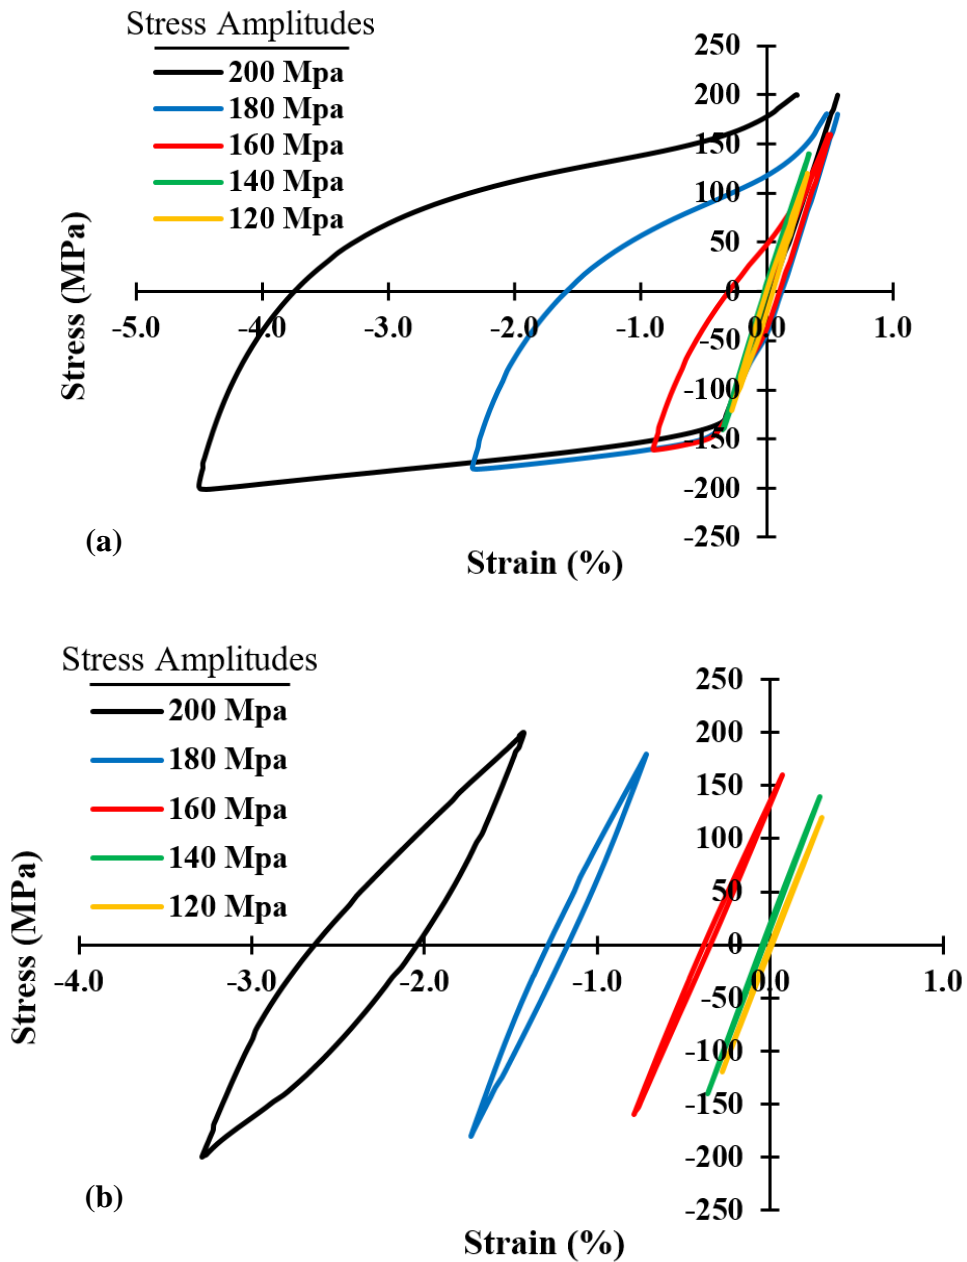 Stress Amplitudes
200 Mpa
180 Mpa
160 Mpa
140 Mpa
120 Mpa
250
200
150
100
50
0
-50
-100
-150
-200
-250
-5.0 -4.0 -3.0 -2.0 -1.0 0.0 1.0
Stress (MPa)
Strain (%)
(a)
Stress Amplitudes
200 Mpa
180 Mpa
160 Mpa
140 Mpa
120 Mpa
250
200
150
100
50
0
-50
-100
-150
-200
-250
-4.0 -3.0 -2.0 -1.0 0.0 1.0
Stress (MPa)
(b)
Strain (%)